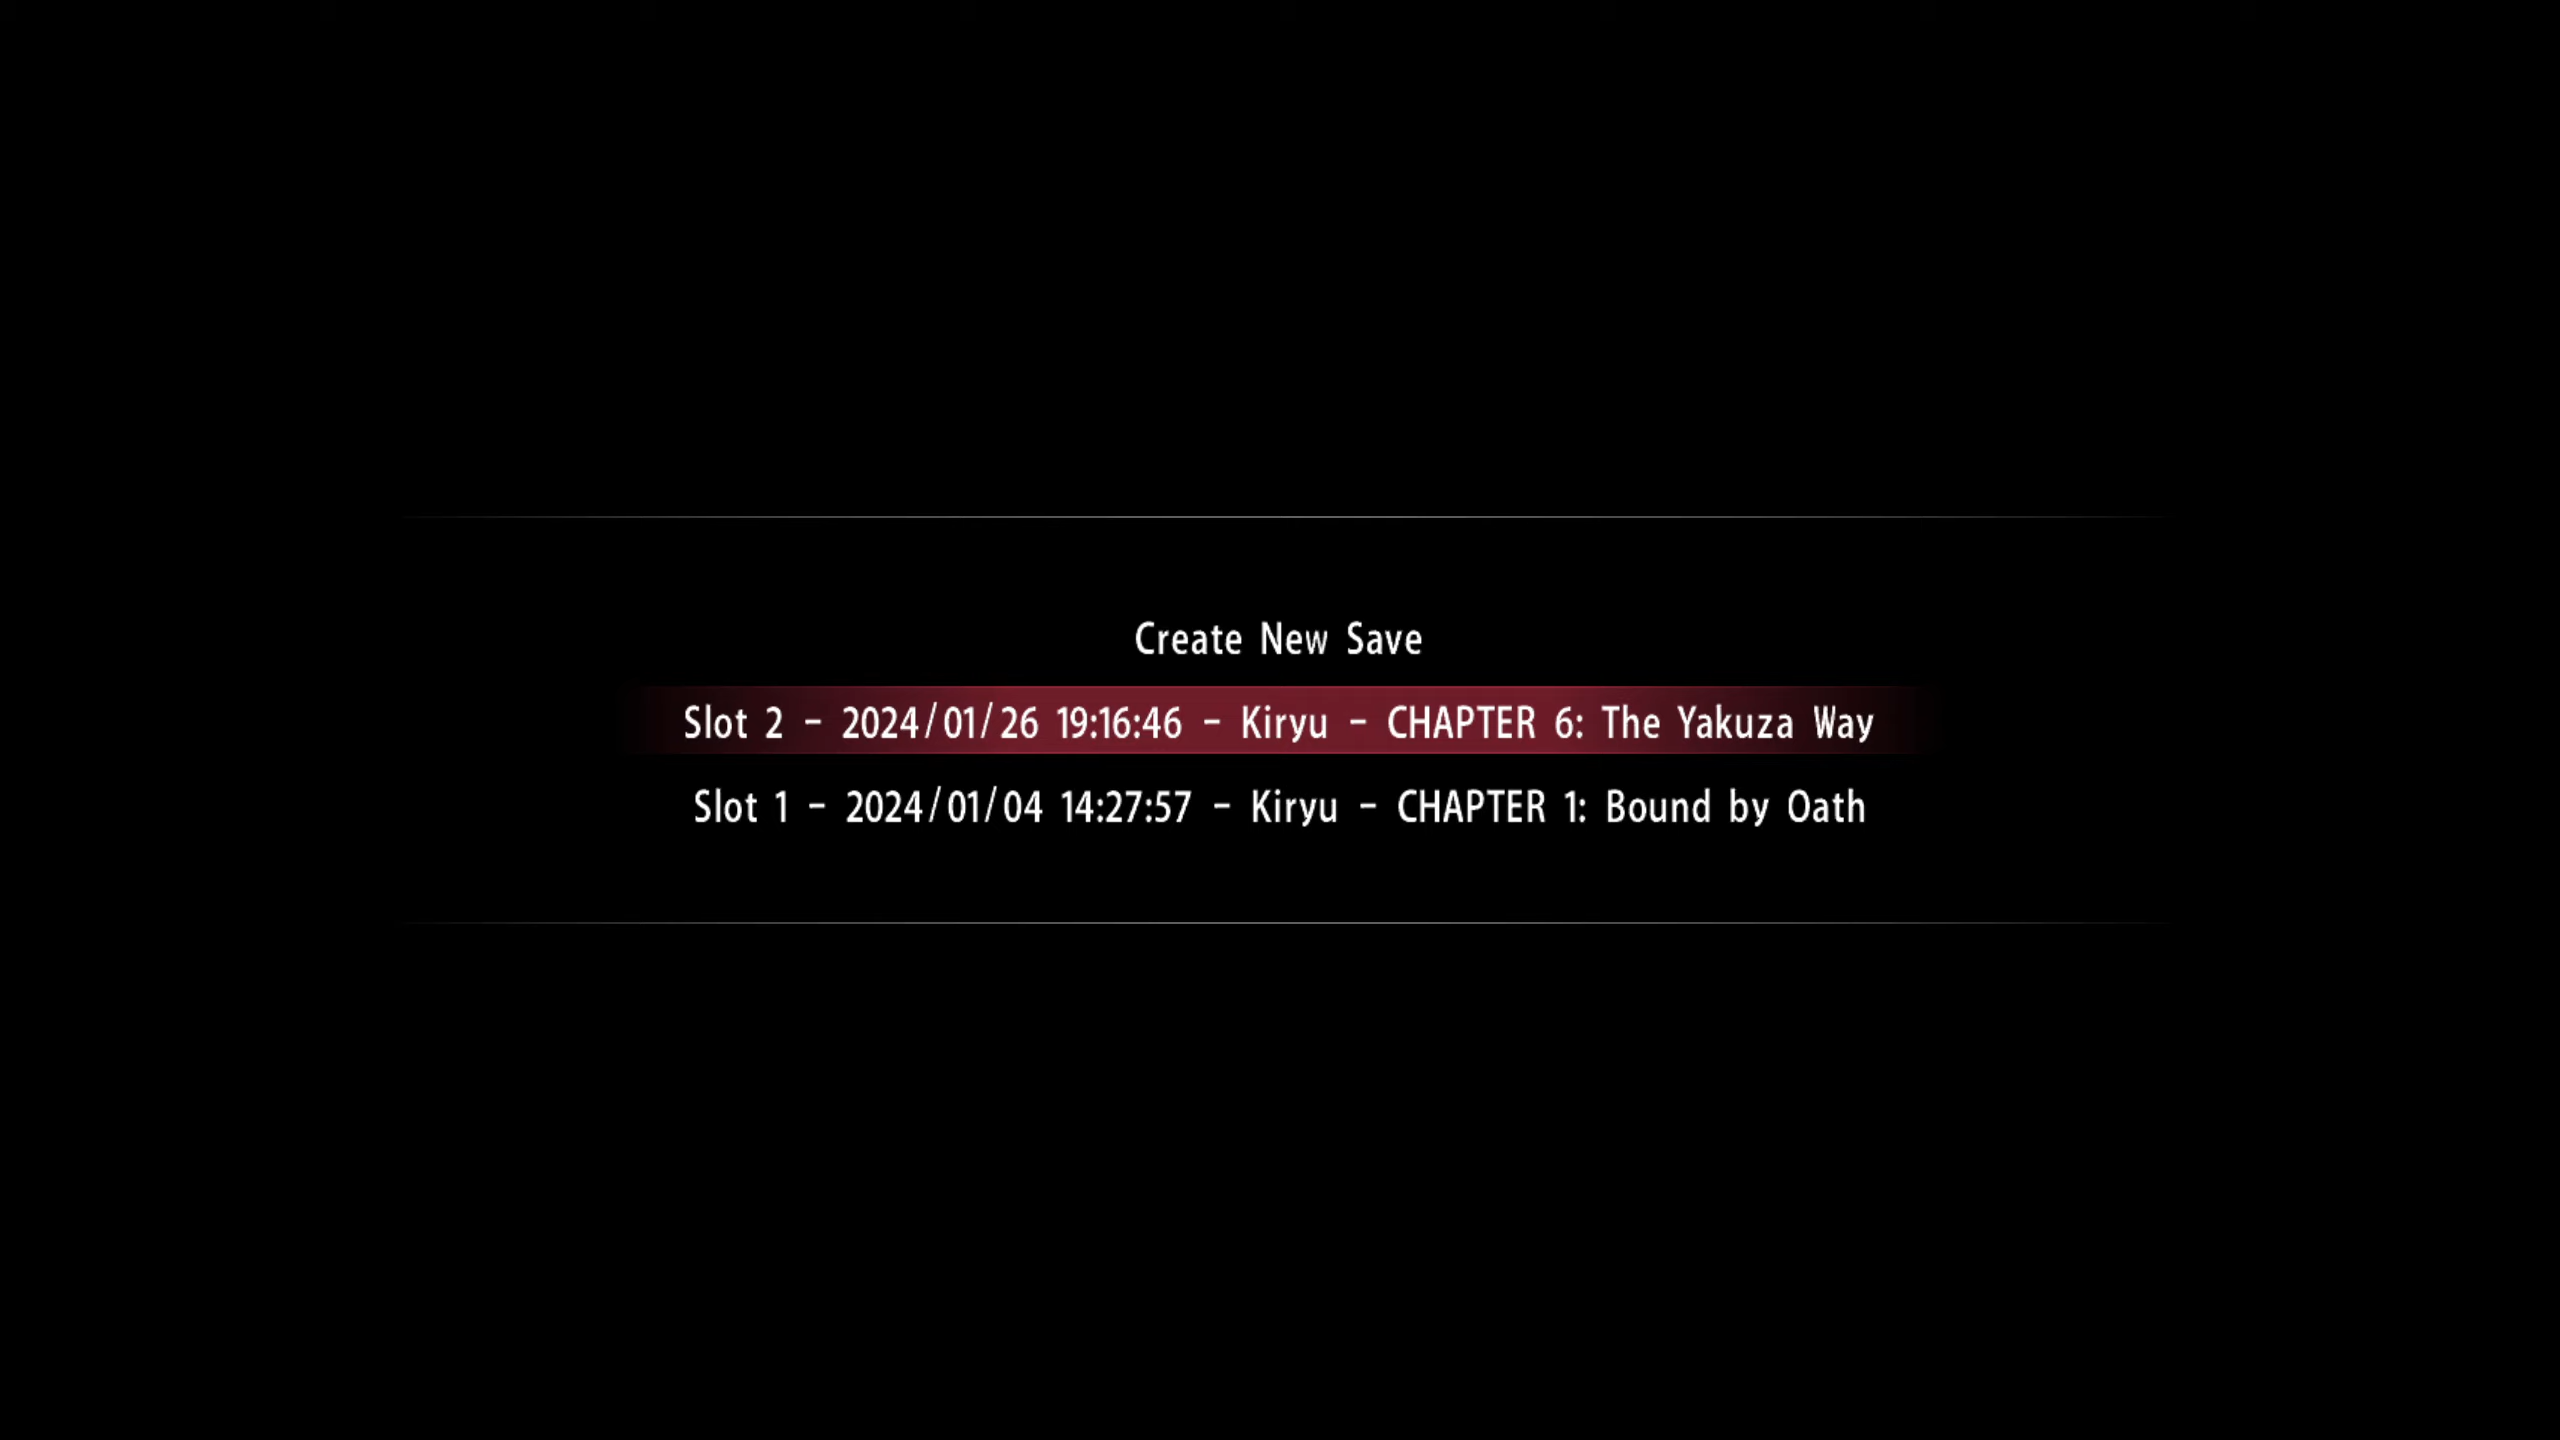 Create New Save
Slot 2 - 2024/01/26 19:16:46 - Kiryu - CHAPTER 6: The Yakuza Way
Slot 1 - 2024/01/04 14:27:57 - Kiryu - CHAPTER 1: Bound by Oath